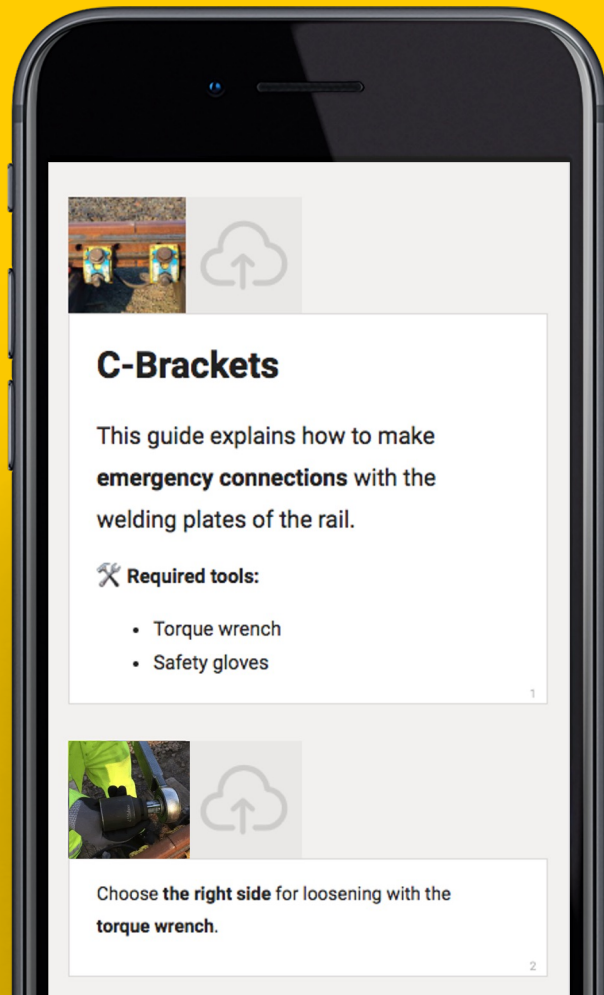 C-Brackets
This guide explains how to make
emergency connections with the
welding plates of the rail.
🛠 Required tools:
• Torque wrench
• Safety gloves
1
Choose the right side for loosening with the
torque wrench.
2